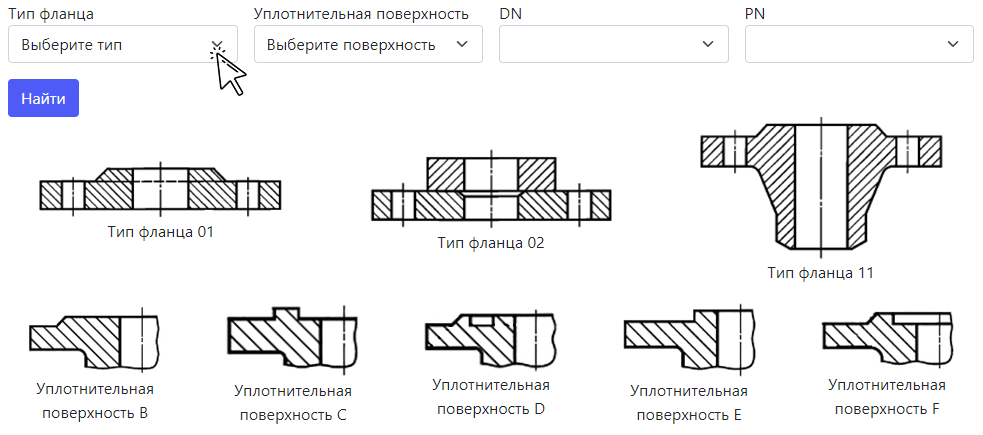 Тип фланца
Уплотнительная поверхность
DN
PN
Выберите тип
Выберите поверхность
Найти
Тип фланца 01
Тип фланца 02
Тип фланца 11
Уплотнительная
поверхность B
Уплотнительная
поверхность C
Уплотнительная
поверхность D
Уплотнительная
поверхность E
Уплотнительная
поверхность F